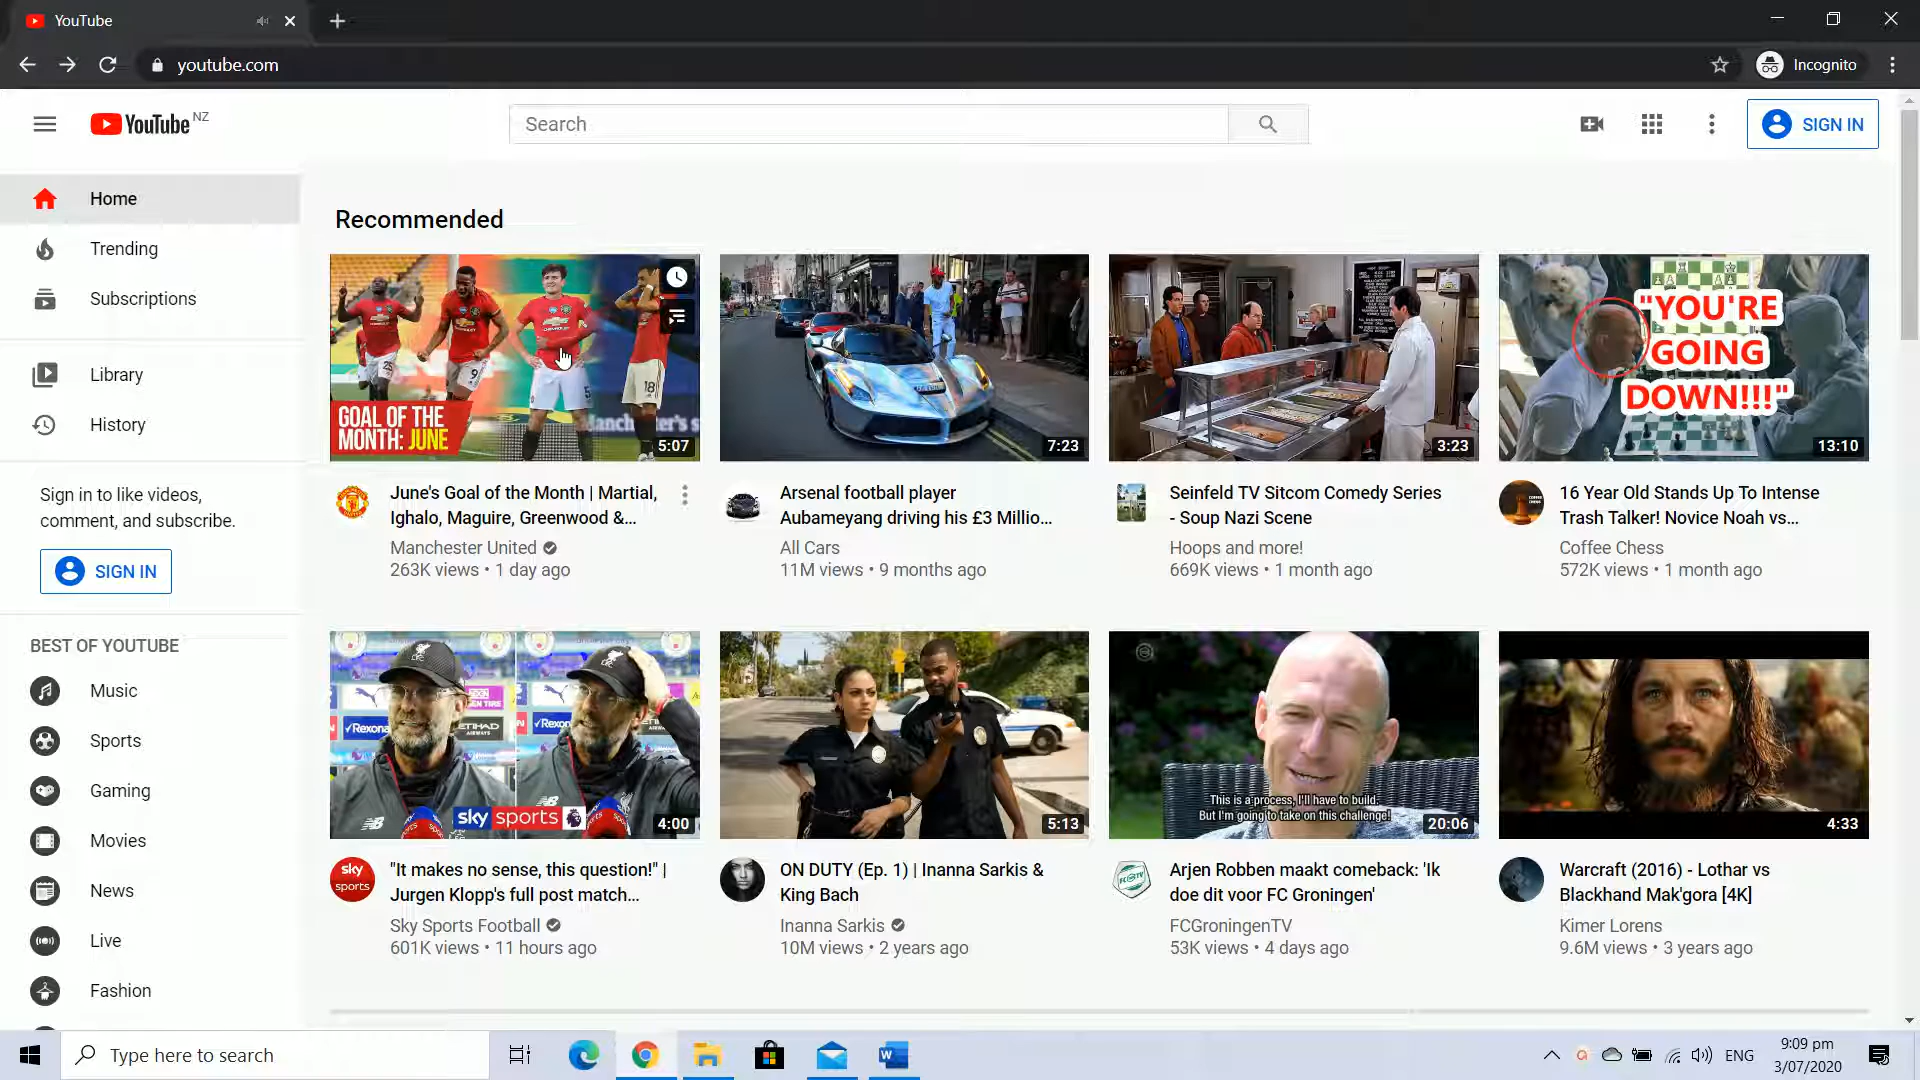 YouTube
youtube.com
Incognito
YouTube NZ
Search
SIGN IN
Home
Trending
Subscriptions
Library
History
Sign in to like videos,
comment, and subscribe.
SIGN IN
BEST OF YOUTUBE
Music
Sports
Gaming
Movies
News
Live
Fashion
Recommended
GOAL OF THE
MONTH: JUNE
5:07
June's Goal of the Month | Martial,
Ighalo, Maguire, Greenwood &...
Manchester United
263K views • 1 day ago
7:23
Arsenal football player
Aubameyang driving his £3 Millio...
All Cars
11M views • 9 months ago
3:23
Seinfeld TV Sitcom Comedy Series
- Soup Nazi Scene
Hoops and more!
669K views • 1 month ago
"YOU'RE
GOING
DOWN!!!"
13:10
16 Year Old Stands Up To Intense
Trash Talker! Novice Noah vs...
Coffee Chess
572K views • 1 month ago
Rexona
ETIHAD
AIRWAYS
sky sports
4:00
sky
sports
"It makes no sense, this question!" |
Jurgen Klopp's full post match...
Sky Sports Football
601K views • 11 hours ago
5:13
ON DUTY (Ep. 1) | Inanna Sarkis &
King Bach
Inanna Sarkis
10M views • 2 years ago
This is a process, I'll have to build.
But I'm going to take on this challenge!
20:06
Arjen Robben maakt comeback: 'Ik
doe dit voor FC Groningen'
FCGroningenTV
53K views • 4 days ago
4:33
Warcraft (2016) - Lothar vs
Blackhand Mak'gora [4K]
Kimer Lorens
9.6M views • 3 years ago
Type here to search
ENG
9:09 pm
3/07/2020